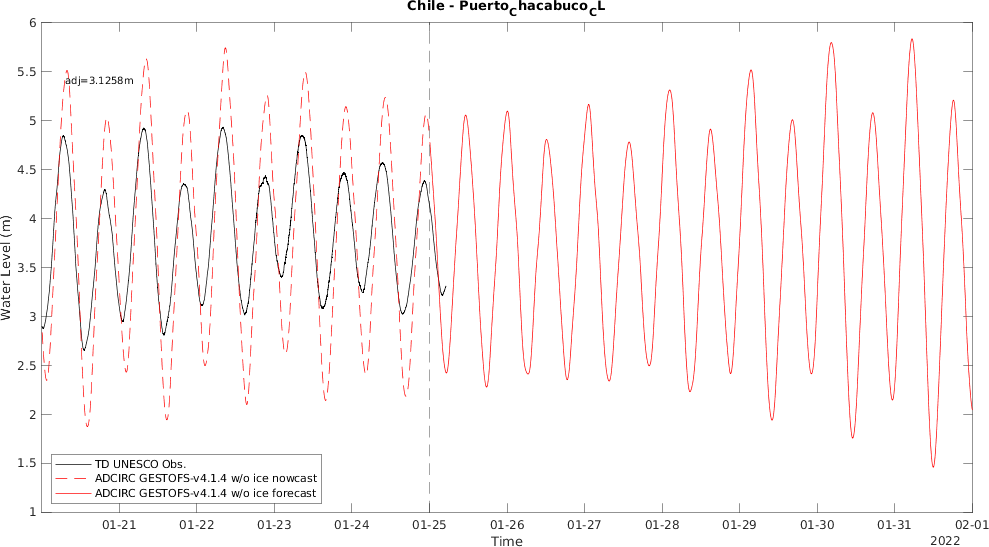 Chile - Puerto_Chacabuco_CL
adj=3.1258m
Water Level (m)
6
5.5
5
4.5
4
3.5
3
2.5
2
1.5
1
TD UNESCO Obs.
ADCIRC GESTOFS-v4.1.4 w/o ice nowcast
ADCIRC GESTOFS-v4.1.4 w/o ice forecast
01-21 01-22 01-23 01-24 01-25 01-26 01-27 01-28 01-29 01-30 01-31 02-01
Time
2022